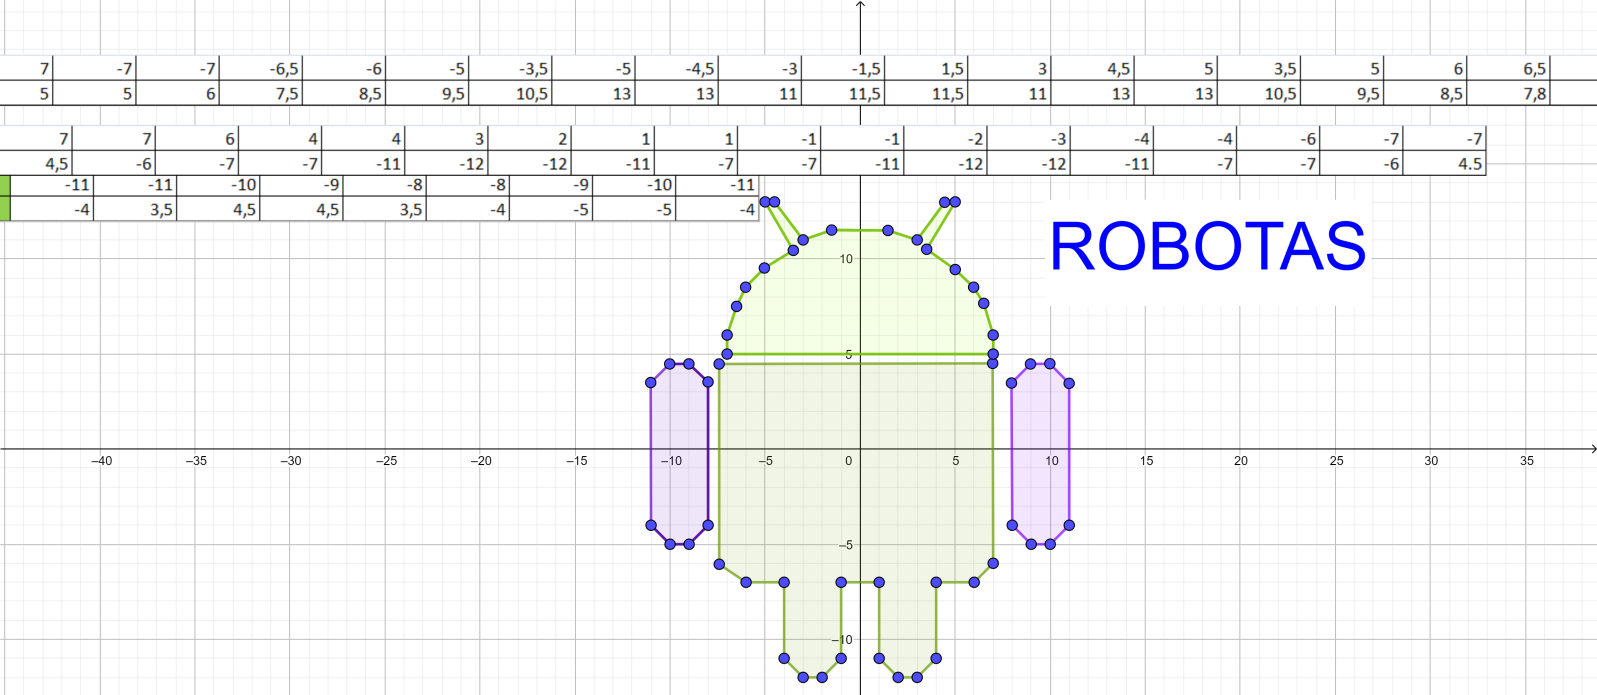 7 -7 -7 -6,5 -6 -5 -3,5 -5 -4,5 -3 -1,5 1,5 3 4,5 5 3,5 5 6 6,5
5 5 6 7,5 8,5 9,5 10,5 13 13 11 11,5 11,5 11 13 13 10,5 9,5 8,5 7,8
7 7 6 4 4 3 2 1 1 -1 -1 -2 -3 -4 -4 -6 -7 -7
4,5 -6 -7 -7 -11 -12 -12 -11 -7 -7 -11 -12 -12 -11 -7 -7 -6 4.5
-11 -11 -10 -9 -8 -8 -9 -10 -11
-4 3,5 4,5 4,5 3,5 -4 -5 -5 -4
ROBOTAS
10
5
–40 –35 –30 –25 –20 –15 –10 –5 0 5 10 15 20 25 30 35
–5
–10